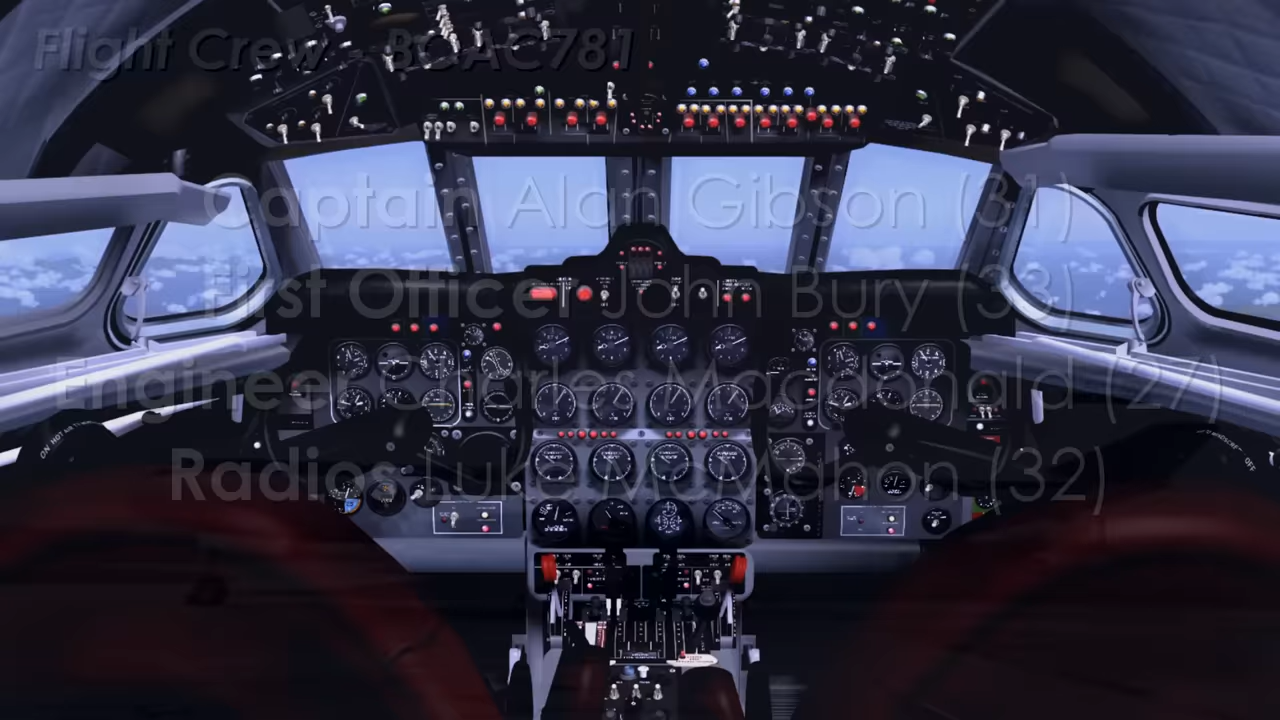 Flight Crew - BOAC781
Captain Alan Gibson (31)
First Officer John Bury (33)
Engineer Charles Macdonald (27)
Radios Luke McMahon (32)